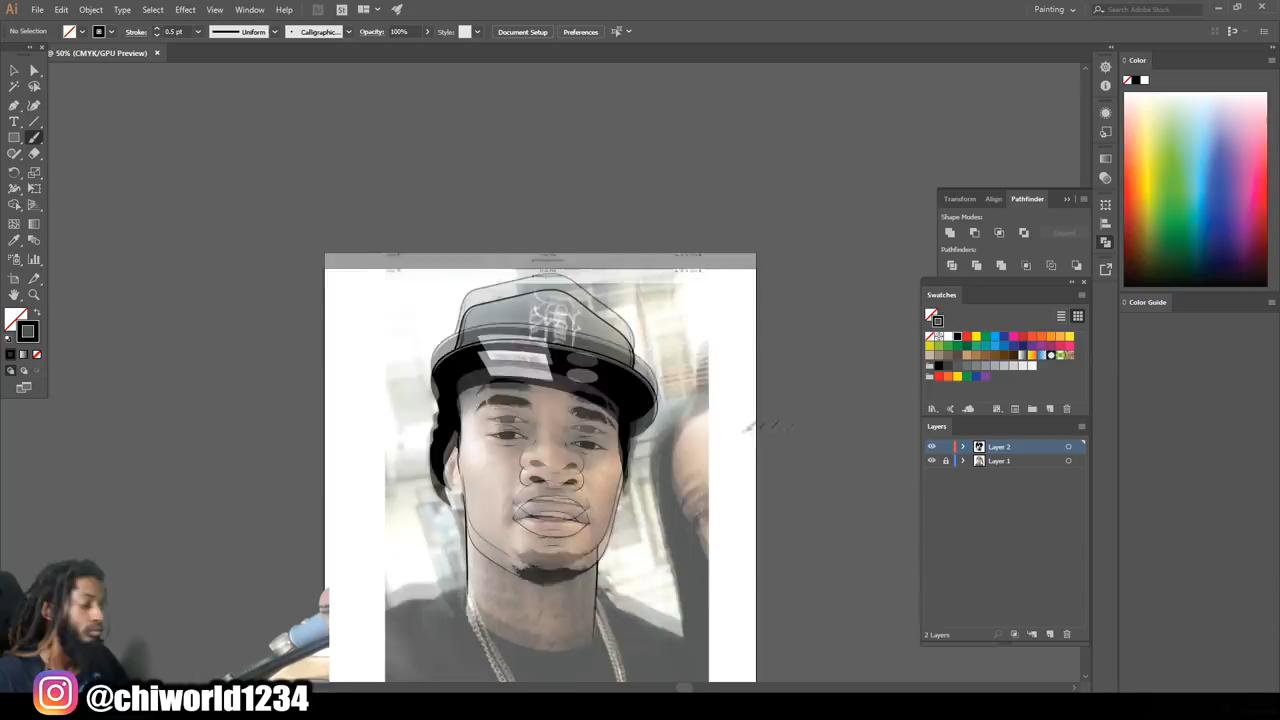 Ai File Edit Object Type Select Effect View Window Help Br St Painting Search Adobe Stock
No Selection Stroke: 0.5 pt Uniform Calligraphic... Opacity: 100% Style: Document Setup Preferences
@ 50% (CMYK/GPU Preview)
Color
Transform Align Pathfinder
Shape Modes:
Pathfinders:
Swatches
Color Guide
Layers
Layer 2
Layer 1
2 Layers
@chiworld1234